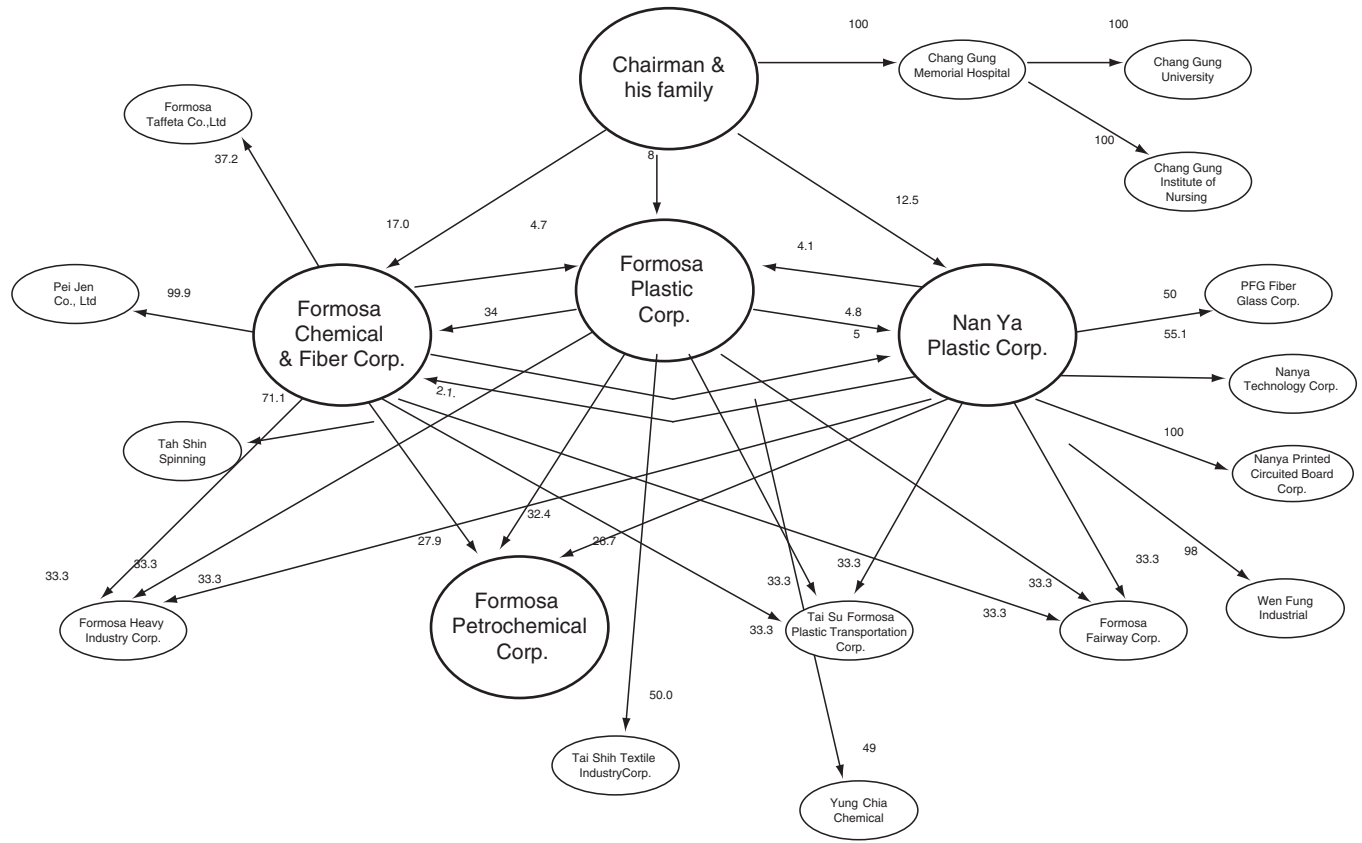 100
100
Chairman &
his family
Chang Gung
Memorial Hospital
Chang Gung
University
Formosa
Taffeta Co.,Ltd
37.2
8
100
Chang Gung
Institute of
Nursing
17.0
4.7
12.5
4.1
Pei Jen
Co., Ltd
99.9
Formosa
Plastic
Corp.
50
PFG Fiber
Glass Corp.
Formosa
Chemical
& Fiber Corp.
34
4.8
5
Nan Ya
Plastic Corp.
55.1
Nanya
Technology Corp.
71.1
2.1.
Tah Shin
Spinning
100
Nanya Printed
Circuited Board
Corp.
32.4
27.9
26.7
33.3
33.3
33.3
33.3
33.3
33.3
33.3
33.3
33.3
98
Formosa Heavy
Industry Corp.
Formosa
Petrochemical
Corp.
Tai Su Formosa
Plastic Transportation
Corp.
Formosa
Fairway Corp.
Wen Fung
Industrial
50.0
49
Tai Shih Textile
IndustryCorp.
Yung Chia
Chemical